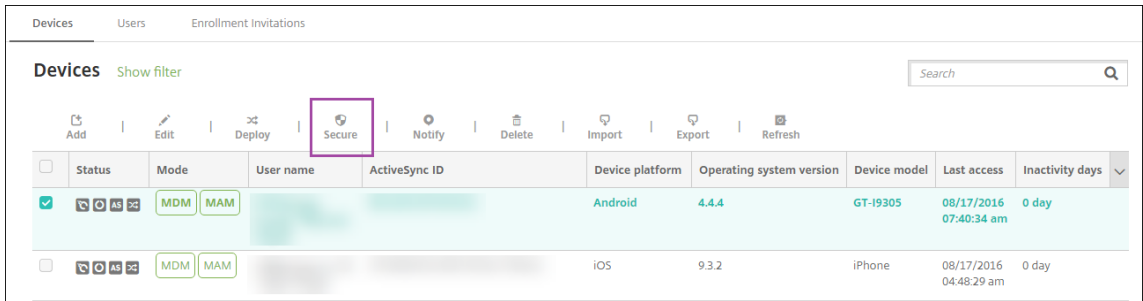 Devices Users Enrollment Invitations
Devices Show filter Search
Add | Edit | Deploy | Secure | Notify | Delete | Import | Export | Refresh
Status Mode User name ActiveSync ID Device platform Operating system version Device model Last access Inactivity days
AS MDM MAM Android 4.4.4 GT-I9305 08/17/2016 0 day
07:40:34 am
AS MDM MAM iOS 9.3.2 iPhone 08/17/2016 0 day
04:48:29 am